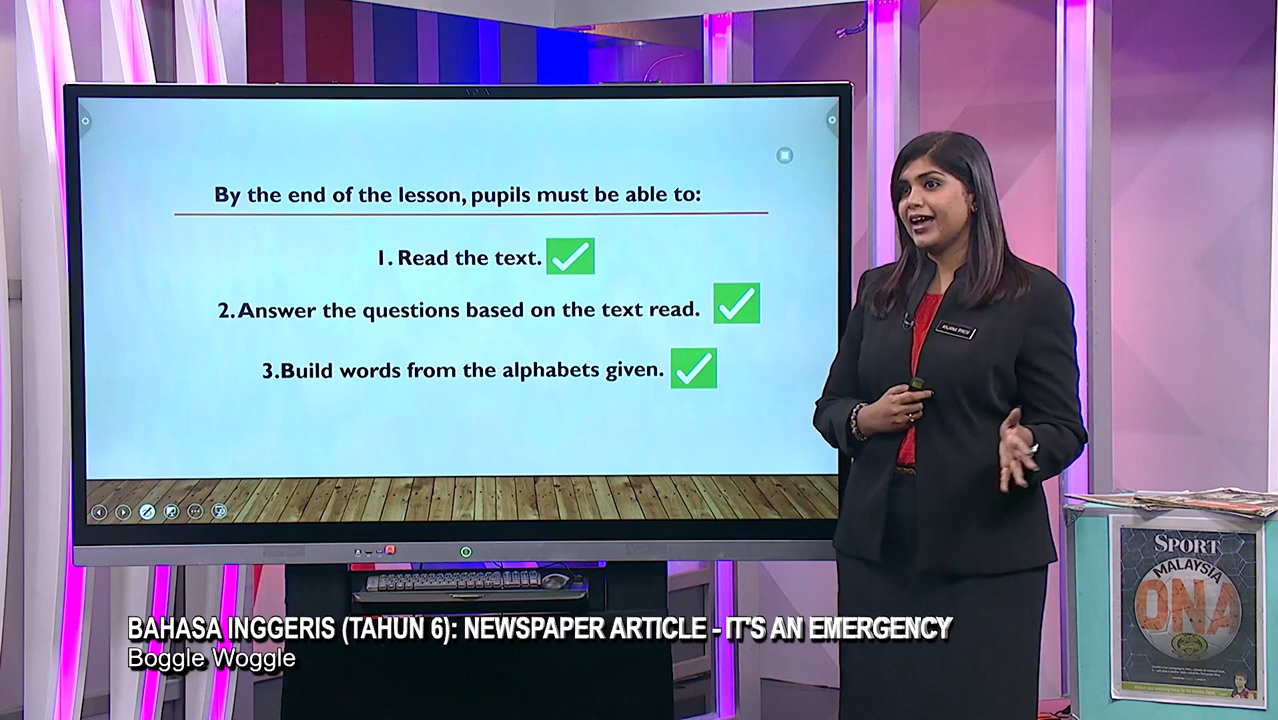 By the end of the lesson, pupils must be able to:
1. Read the text.
2. Answer the questions based on the text read.
3. Build words from the alphabets given.
SPORT
MALAYSIA
DNA
BAHASA INGGERIS (TAHUN 6): NEWSPAPER ARTICLE - IT'S AN EMERGENCY
Boggle Woggle